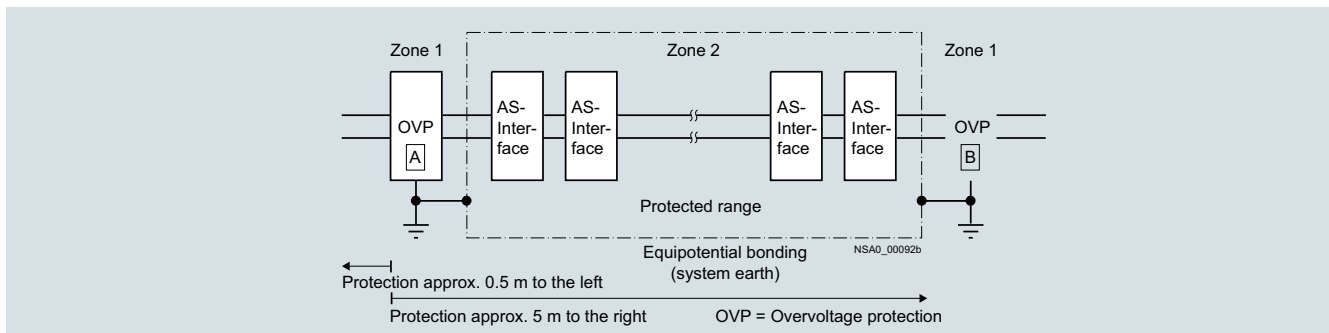 Zone 1
Zone 2
Zone 1
OVP
A
AS-
Inter-
face
AS-
Inter-
face
AS-
Inter-
face
AS-
Inter-
face
OVP
B
Protected range
Equipotential bonding
(system earth)
NSA0_00092b
Protection approx. 0.5 m to the left
Protection approx. 5 m to the right
OVP = Overvoltage protection